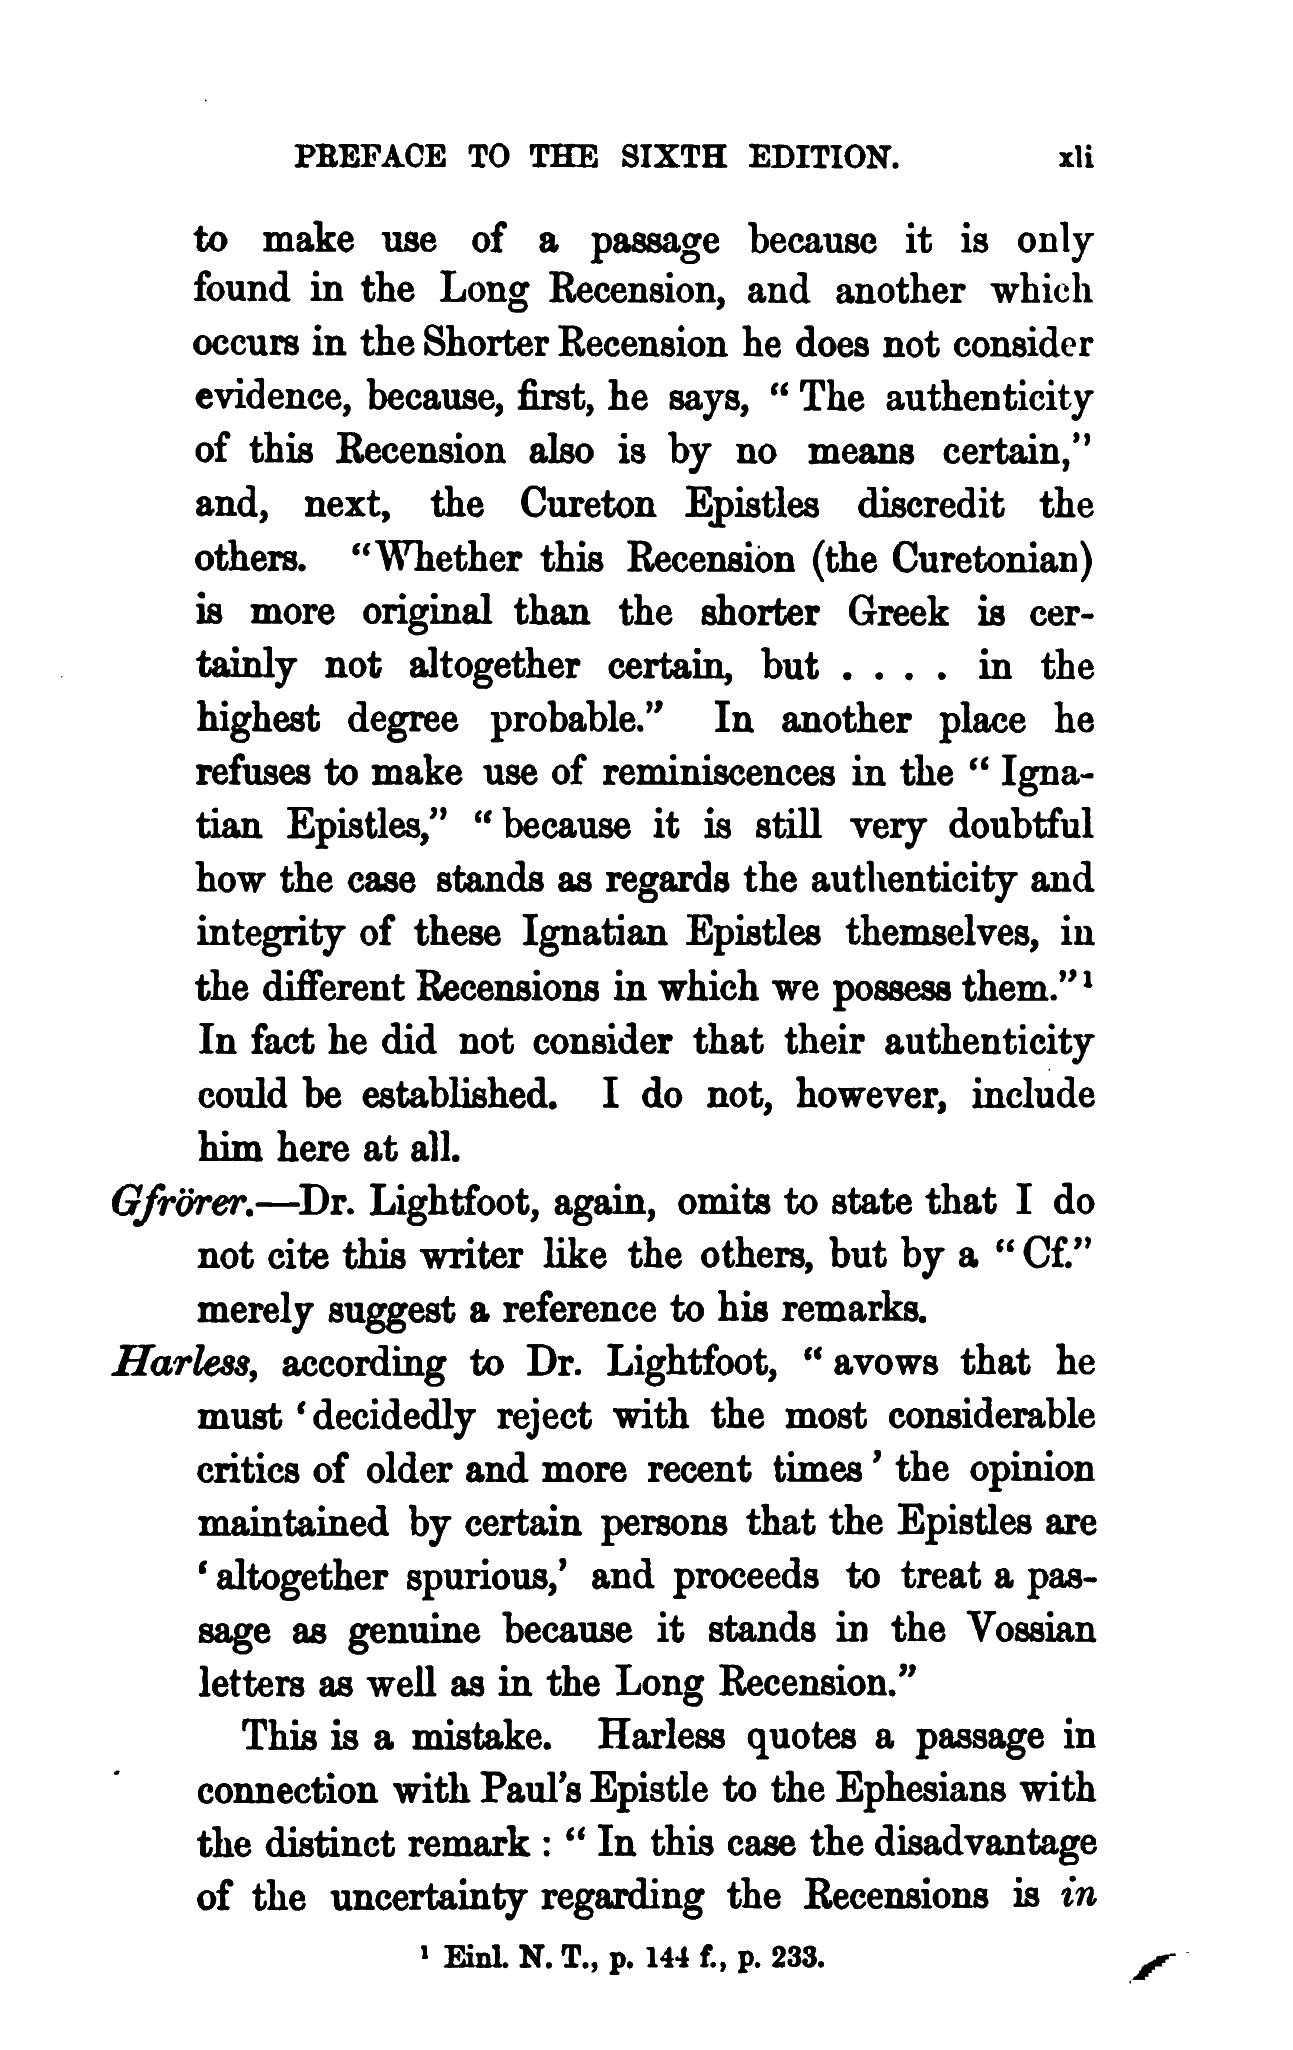 PREFACE TO THE SIXTH EDITION. xli
to make use of a passage because it is only
found in the Long Recension, and another which
occurs in the Shorter Recension he does not consider
evidence, because, first, he says, “The authenticity
of this Recension also is by no means certain,”
and, next, the Cureton Epistles discredit the
others. “Whether this Recension (the Curetonian)
is more original than the shorter Greek is cer-
tainly not altogether certain, but . . . . in the
highest degree probable.” In another place he
refuses to make use of reminiscences in the “Igna-
tian Epistles,” “because it is still very doubtful
how the case stands as regards the authenticity and
integrity of these Ignatian Epistles themselves, in
the different Recensions in which we possess them.”¹
In fact he did not consider that their authenticity
could be established. I do not, however, include
him here at all.
Gfrörer.—Dr. Lightfoot, again, omits to state that I do
not cite this writer like the others, but by a “Cf.”
merely suggest a reference to his remarks.
Harless, according to Dr. Lightfoot, “avows that he
must ‘decidedly reject with the most considerable
critics of older and more recent times’ the opinion
maintained by certain persons that the Epistles are
‘altogether spurious,’ and proceeds to treat a pas-
sage as genuine because it stands in the Vossian
letters as well as in the Long Recension.”
This is a mistake. Harless quotes a passage in
connection with Paul’s Epistle to the Ephesians with
the distinct remark : “In this case the disadvantage
of the uncertainty regarding the Recensions is in
¹ Einl. N. T., p. 144 f., p. 233.